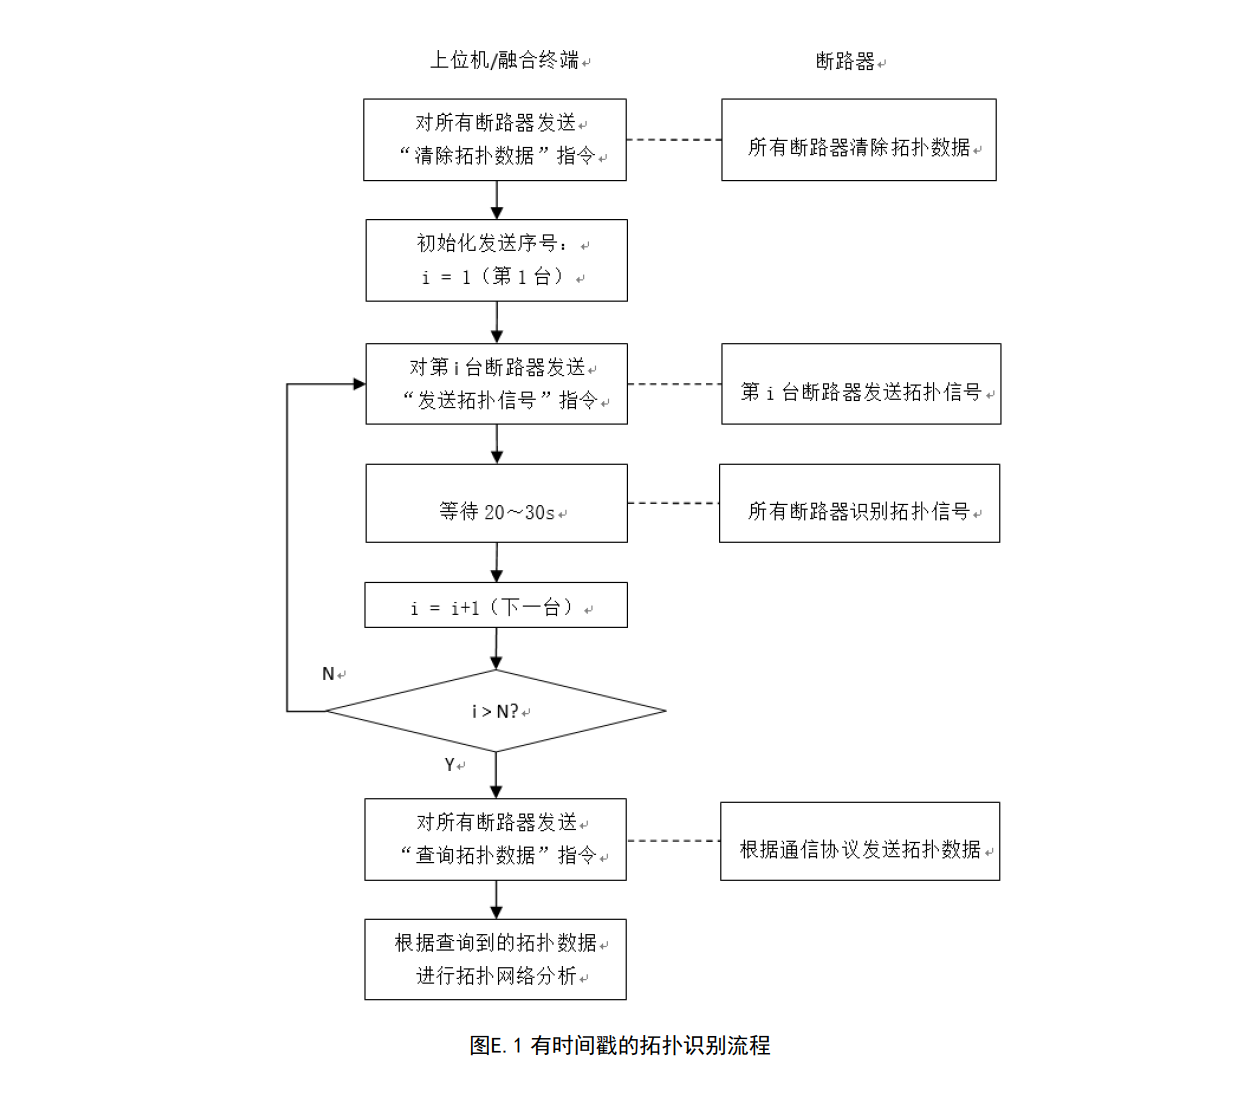 上位机/融合终端
断路器
对所有断路器发送
“清除拓扑数据”指令
所有断路器清除拓扑数据
初始化发送序号：
i = 1（第1台）
对第i台断路器发送
“发送拓扑信号”指令
第i台断路器发送拓扑信号
等待20～30s
所有断路器识别拓扑信号
i = i+1（下一台）
N
i > N?
Y
对所有断路器发送
“查询拓扑数据”指令
根据通信协议发送拓扑数据
根据查询到的拓扑数据
进行拓扑网络分析
图E.1 有时间戳的拓扑识别流程